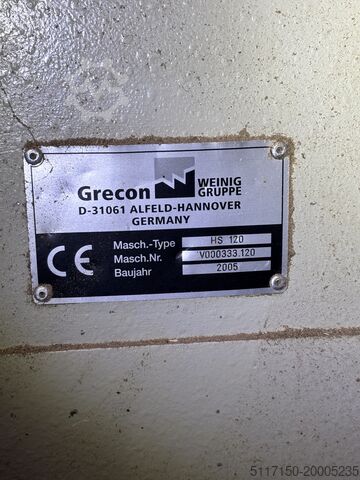 Grecon
WEINIG
GRUPPE
D-31061 ALFELD-HANNOVER
GERMANY
CE
Masch.-Type HS 120
Masch.Nr. V000333.120
Baujahr 2005
5117150-20005235